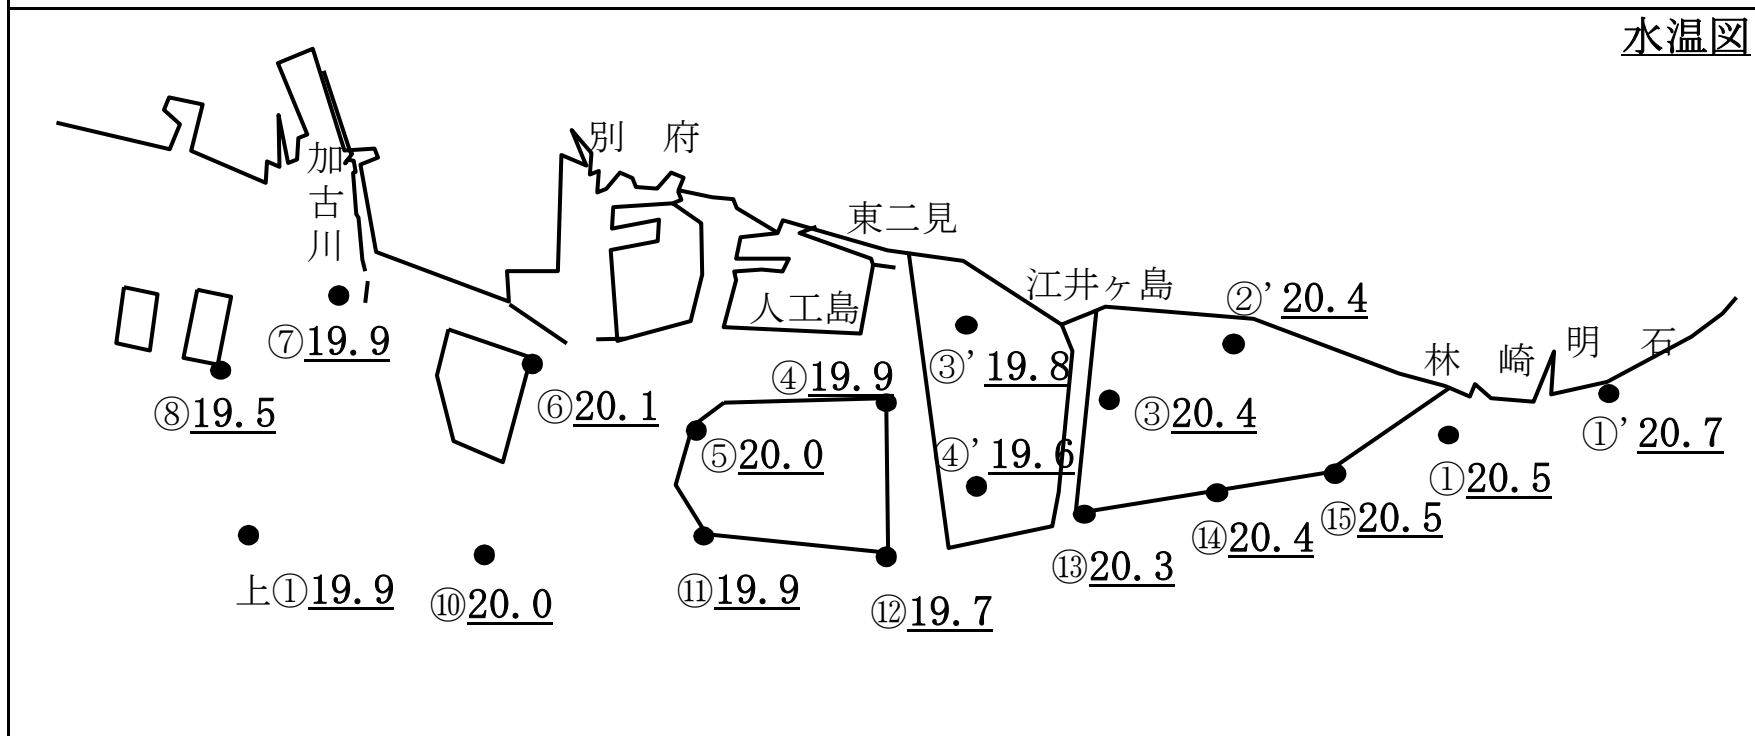 水温図
加古川
別 府
東二見
江井ヶ島
人工島
林 崎
明 石
②' 20.4
⑦19.9
③' 19.8
④19.9
⑧19.5
⑥20.1
③20.4
①' 20.7
⑤20.0
④' 19.6
①20.5
⑮20.5
⑭20.4
⑬20.3
上①19.9
⑩20.0
⑪19.9
⑫19.7